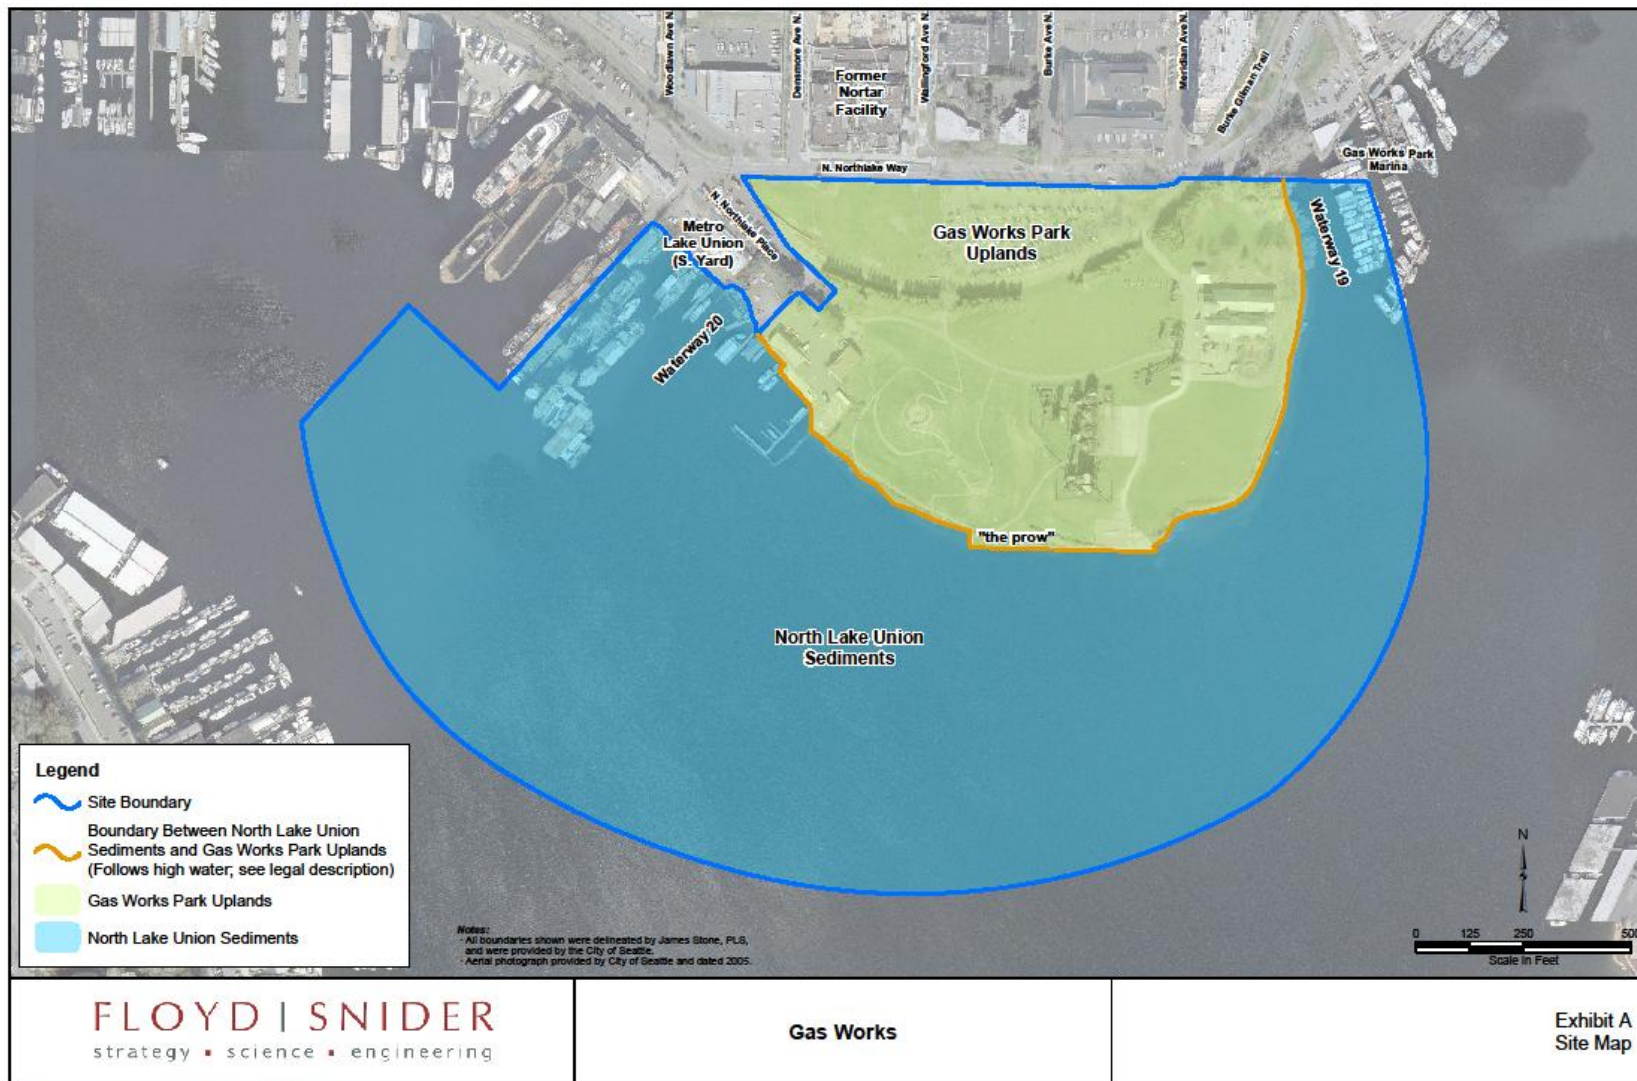 Woodlawn Ave N.
Densmore Ave N.
Wallingford Ave N.
Burke Ave N.
Meridian Ave N.
Burke Gilman Trail
Former
Nortar
Facility
N. Northlake Way
Gas Works Park
Marina
N. Northlake Place
Metro
Lake Union
(S. Yard)
Gas Works Park
Uplands
Waterway 19
Waterway 20
"the prow"
North Lake Union
Sediments
Legend
Site Boundary
Boundary Between North Lake Union
Sediments and Gas Works Park Uplands
(Follows high water; see legal description)
Gas Works Park Uplands
North Lake Union Sediments
Notes:
- All boundaries shown were delineated by James Stone, PLS,
and were provided by the City of Seattle.
- Aerial photograph provided by City of Seattle and dated 2005.
N
0 125 250 500
Scale in Feet
FLOYD | SNIDER
strategy ▪ science ▪ engineering
Gas Works
Exhibit A
Site Map